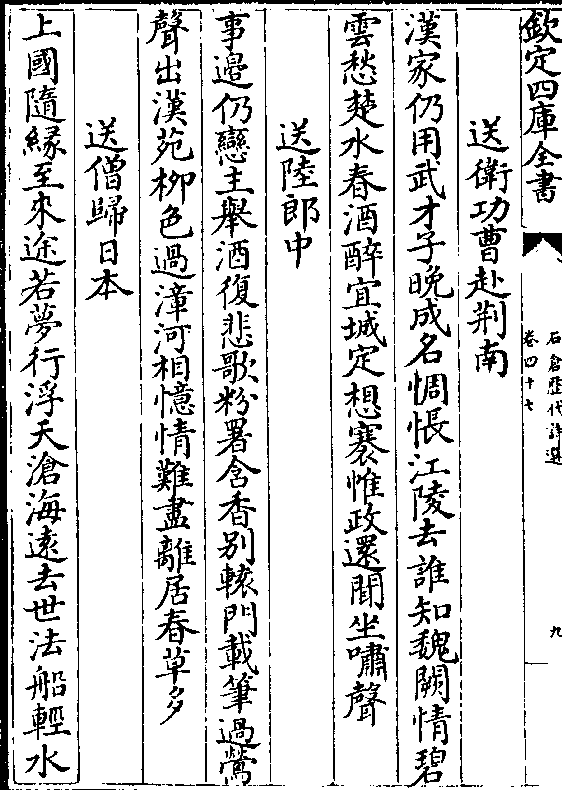 欽定四庫全書
石倉歷代詩選
卷四十七
九
送衛功曹赴荆南
漢家仍用武才子晚成名惆悵江陵去誰知魏闕情碧
雲愁楚水春酒醉宜城定想褰帷政還聞坐嘯聲
送陸郎中
事邊仍戀主舉酒復悲歌粉署含香别轅門載筆過鶯
聲出漢苑栁色過漳河相憶情難盡離居春草多
送僧歸日本
上國隨緣至來途若夢行浮天滄海遠去世法船輕水